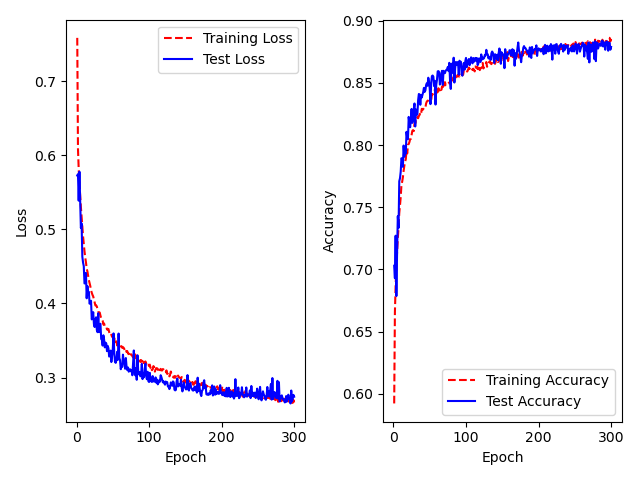 Training Loss
Test Loss
0.7
0.6
0.5
0.4
0.3
Loss
0
100
200
300
Epoch
0.90
0.85
0.80
0.75
0.70
0.65
0.60
Accuracy
Training Accuracy
Test Accuracy
0
100
200
300
Epoch